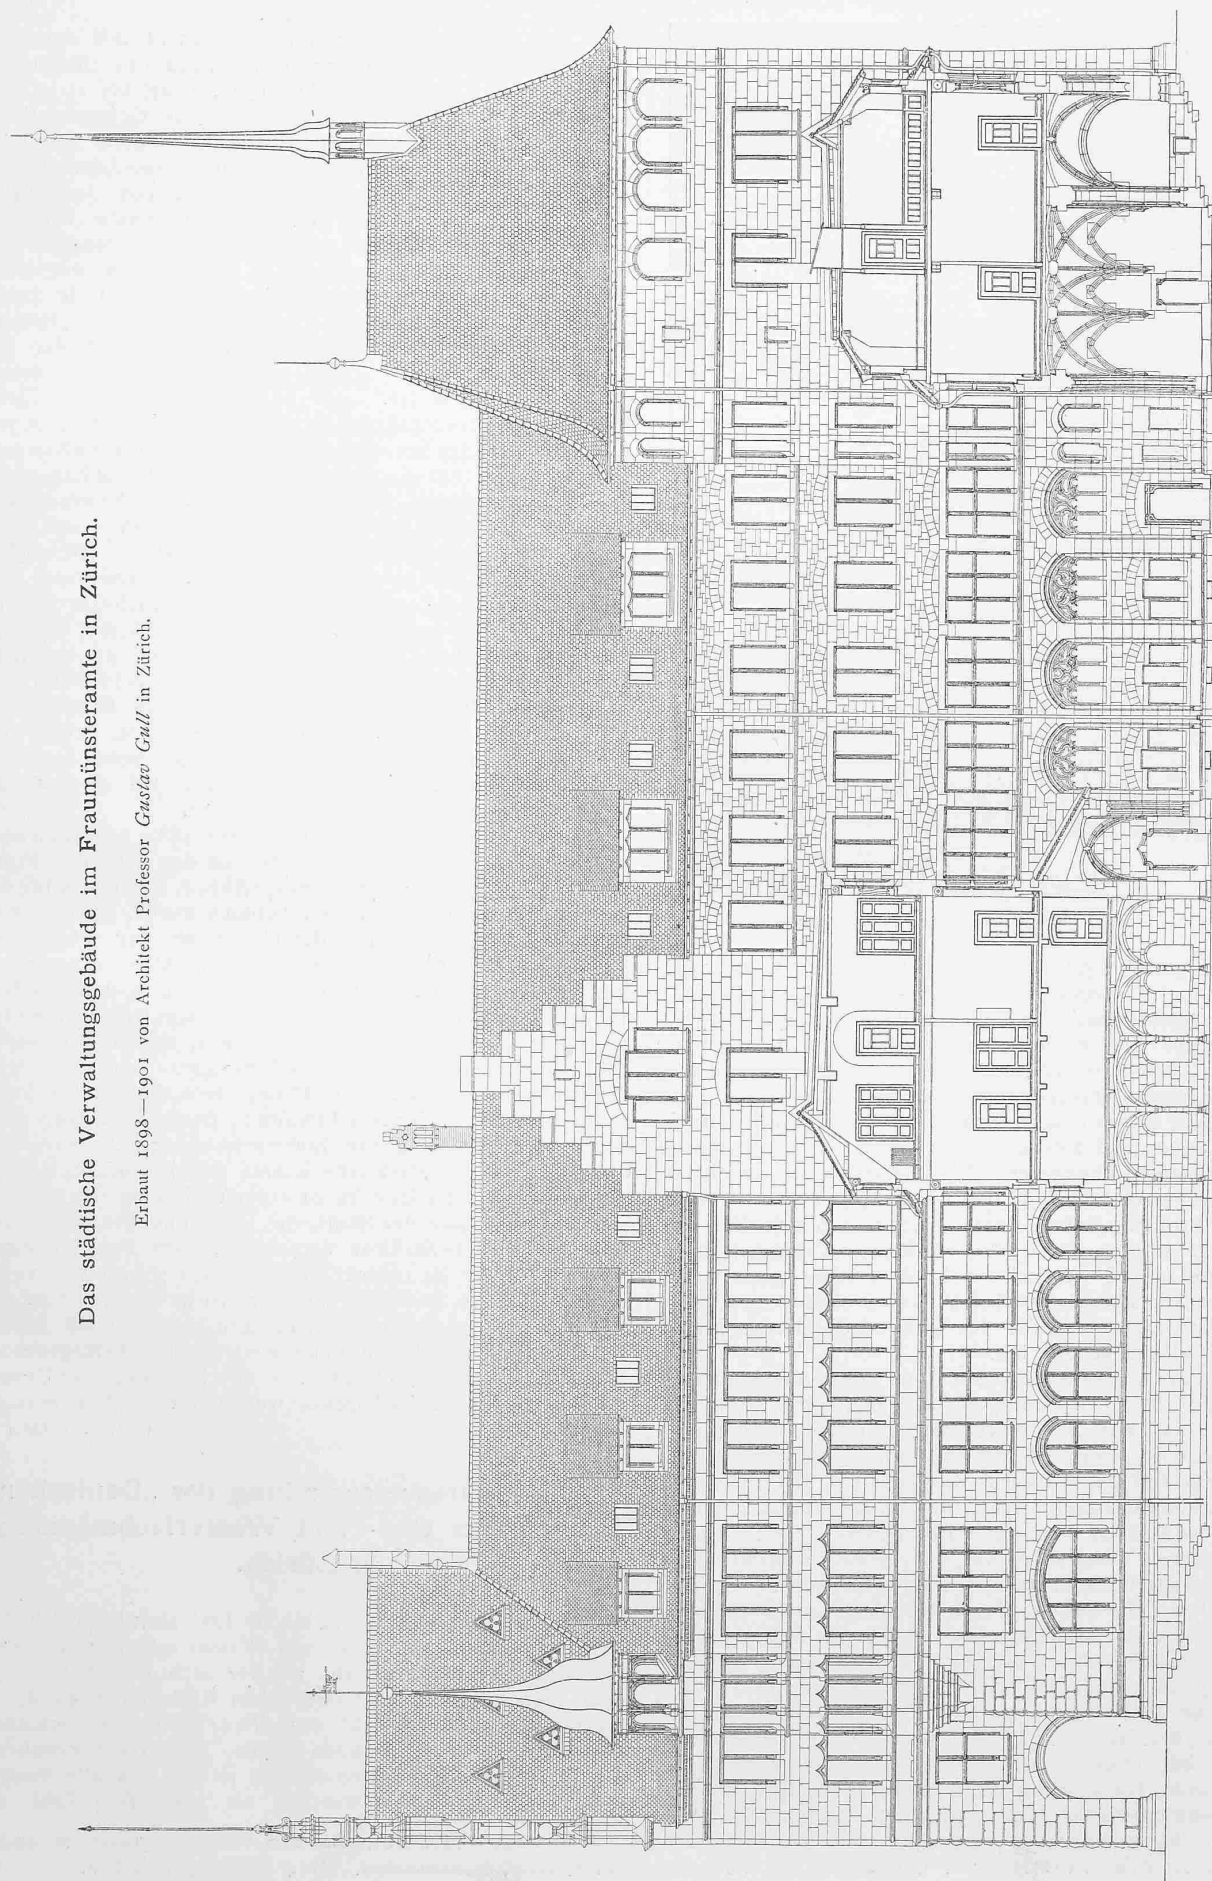 Das städtische Verwaltungsgebäude im Fraumünsteramte in Zürich.
Erbaut 1898—1901 von Architekt Professor Gustav Gull in Zürich.